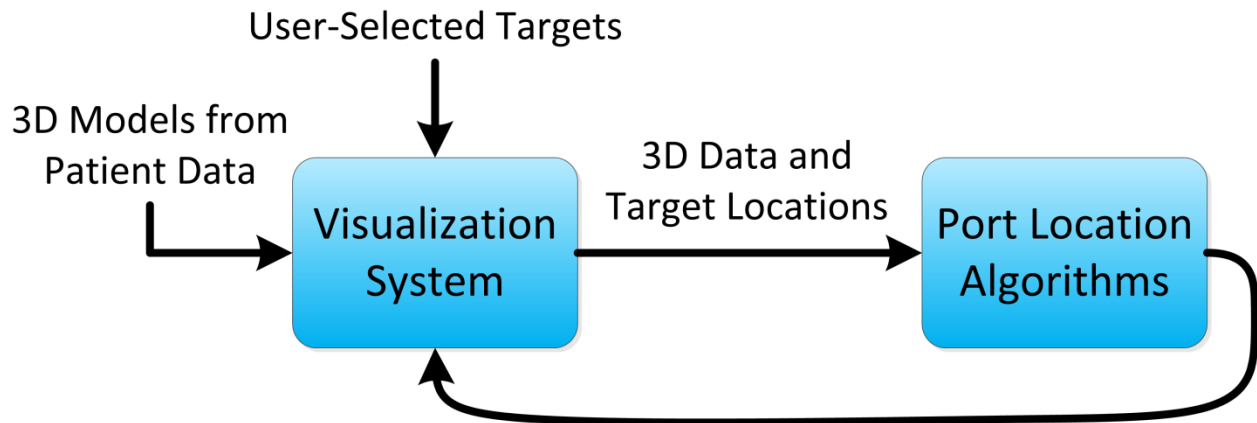 User-Selected Targets
3D Models from
Patient Data
Visualization
System
3D Data and
Target Locations
Port Location
Algorithms